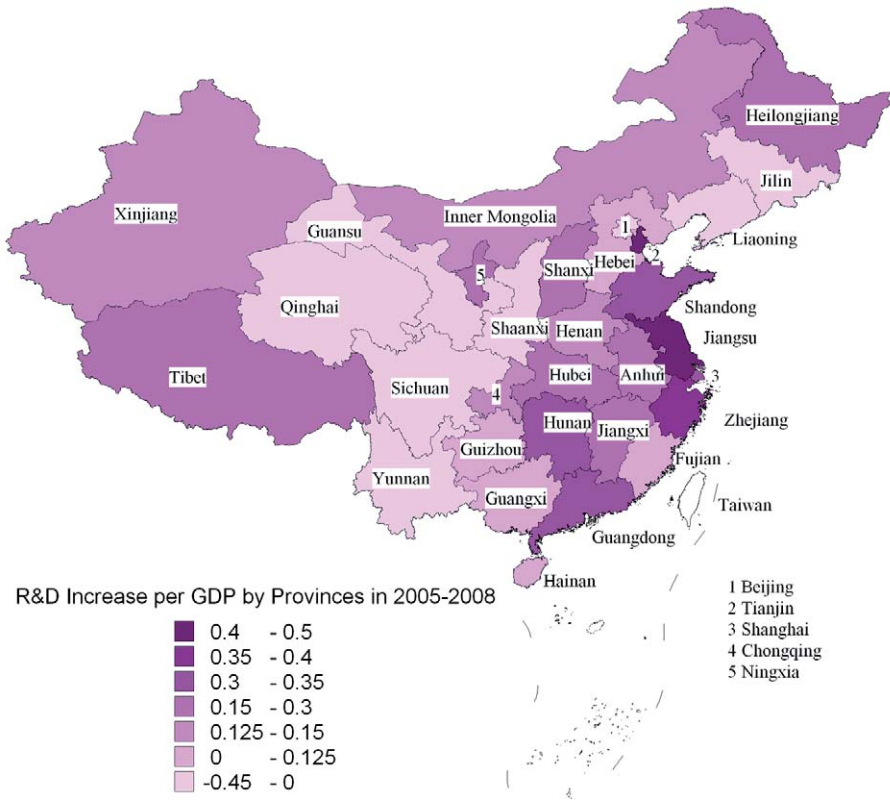 Heilongjiang
Jilin
Xinjiang
Inner Mongolia
Guansu
1
Liaoning
2
Hebei
Shanxi
5
Qinghai
Shandong
Shaanxi
Henan
Jiangsu
Tibet
Hubei
Anhui
3
Sichuan
4
Zhejiang
Hunan
Jiangxi
Guizhou
Fujian
Yunnan
Guangxi
Taiwan
Guangdong
Hainan
R&D Increase per GDP by Provinces in 2005-2008
0.4 - 0.5
0.35 - 0.4
0.3 - 0.35
0.15 - 0.3
0.125 - 0.15
0 - 0.125
-0.45 - 0
1 Beijing
2 Tianjin
3 Shanghai
4 Chongqing
5 Ningxia